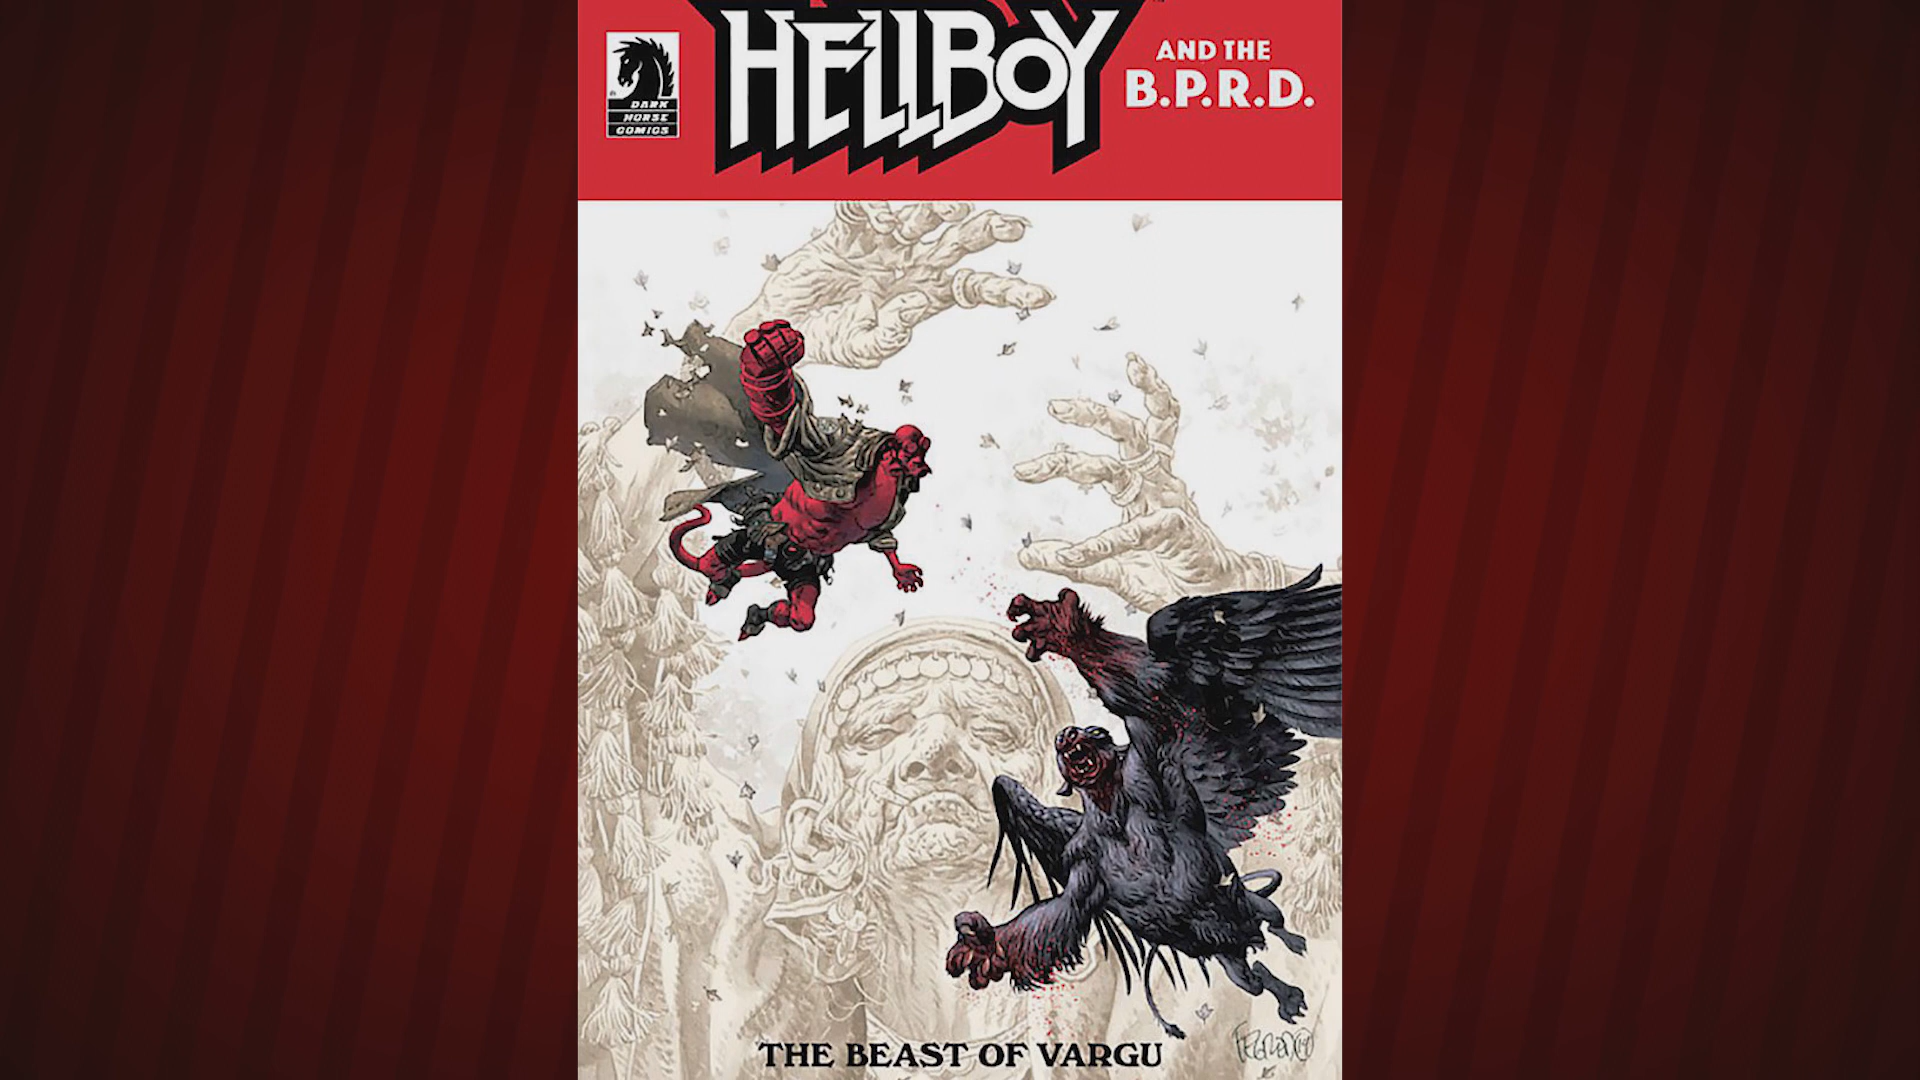 HELLBOY
AND THE
B.P.R.D.
DARK
HORSE
COMICS
THE BEAST OF VARGU